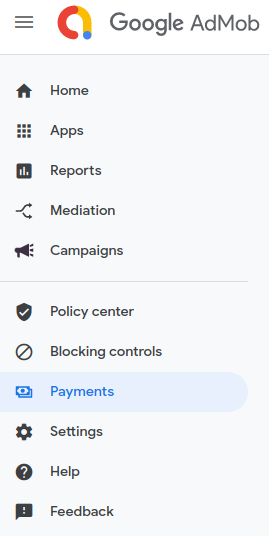 Google AdMob
Home
Apps
Reports
Mediation
Campaigns
Policy center
Blocking controls
Payments
Settings
Help
Feedback